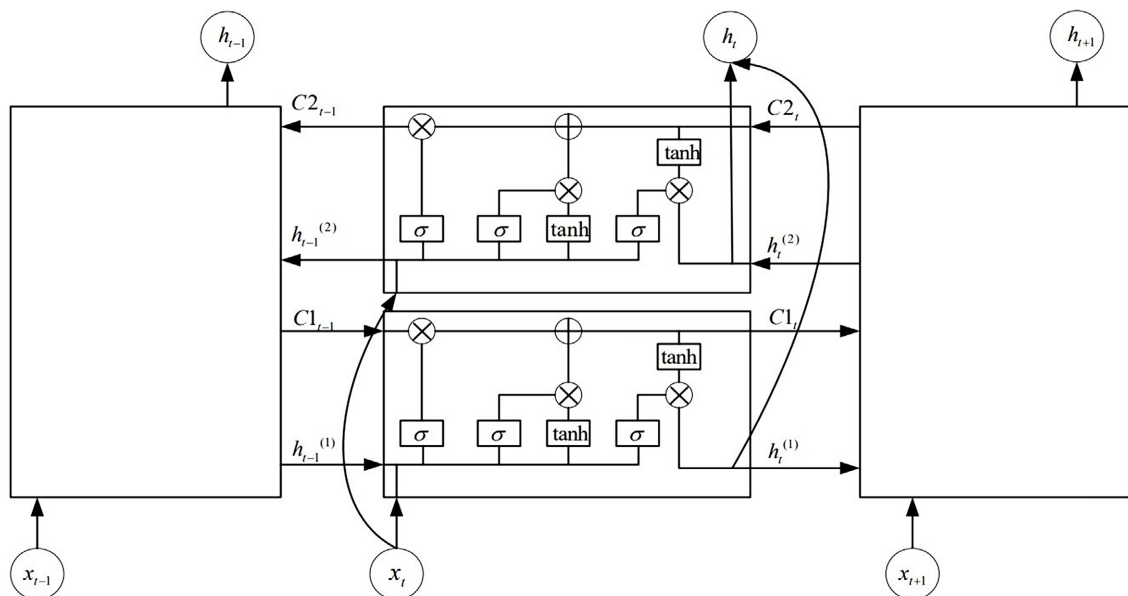 h_{t-1}
h_t
h_{t+1}
C2_{t-1}
C2_t
tanh
h_{t-1}^{(2)}
σ
σ
tanh
σ
h_t^{(2)}
C1_{t-1}
C1_t
tanh
h_{t-1}^{(1)}
σ
σ
tanh
σ
h_t^{(1)}
x_{t-1}
x_t
x_{t+1}